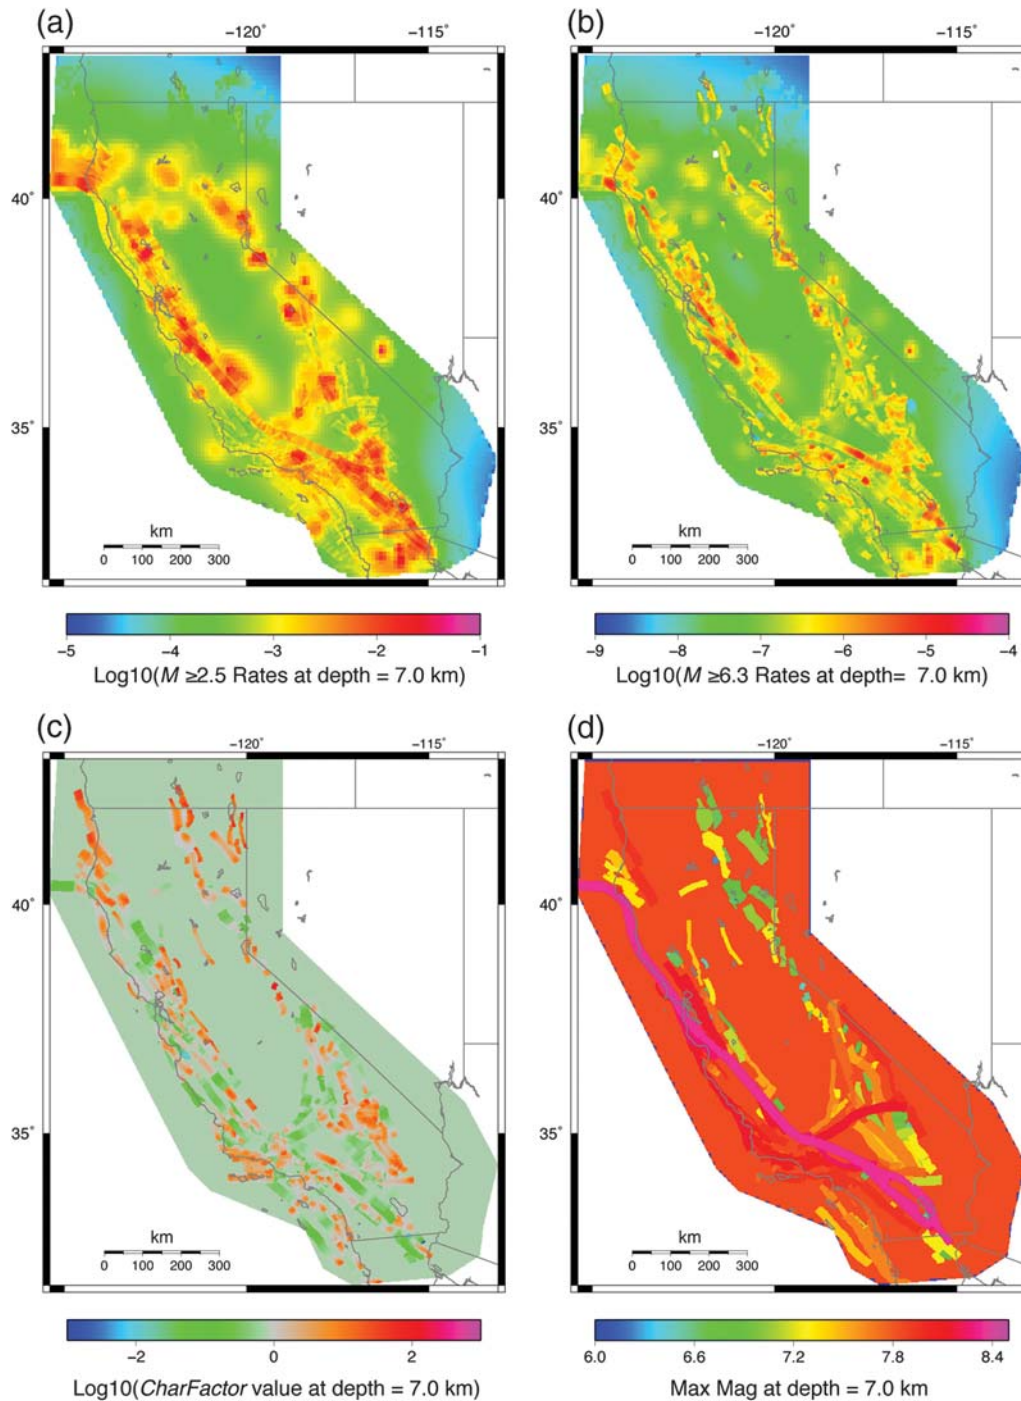 (a)
−120°
−115°
40°
35°
km
0 100 200 300
−5 −4 −3 −2 −1
Log10(M ≥2.5 Rates at depth = 7.0 km)
(b)
−120°
−115°
40°
35°
km
0 100 200 300
−9 −8 −7 −6 −5 −4
Log10(M ≥6.3 Rates at depth= 7.0 km)
(c)
−120°
−115°
40°
35°
km
0 100 200 300
−2 0 2
Log10(CharFactor value at depth = 7.0 km)
(d)
−120°
−115°
40°
35°
km
0 100 200 300
6.0 6.6 7.2 7.8 8.4
Max Mag at depth = 7.0 km